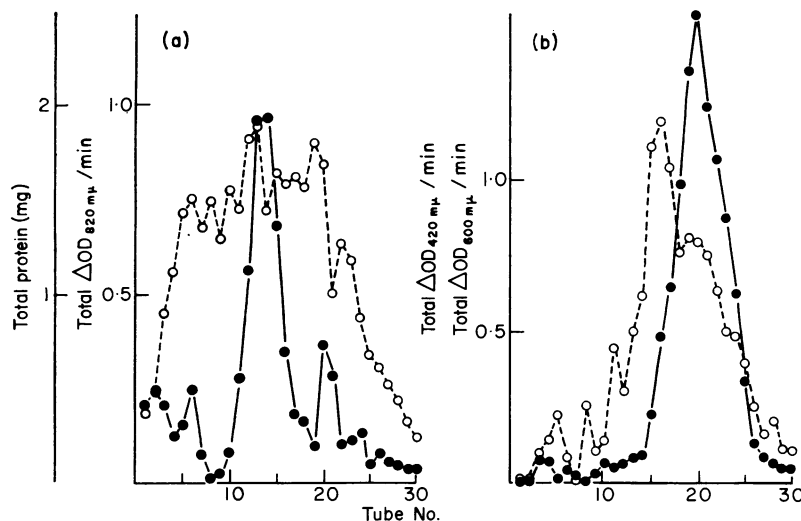 (a)
(b)
Total protein (mg)
2
1
Total ΔOD820 mμ / min
1·0
0·5
Total ΔOD420 mμ / min
Total ΔOD600 mμ / min
1·0
0·5
10
20
30
10
20
30
Tube No.